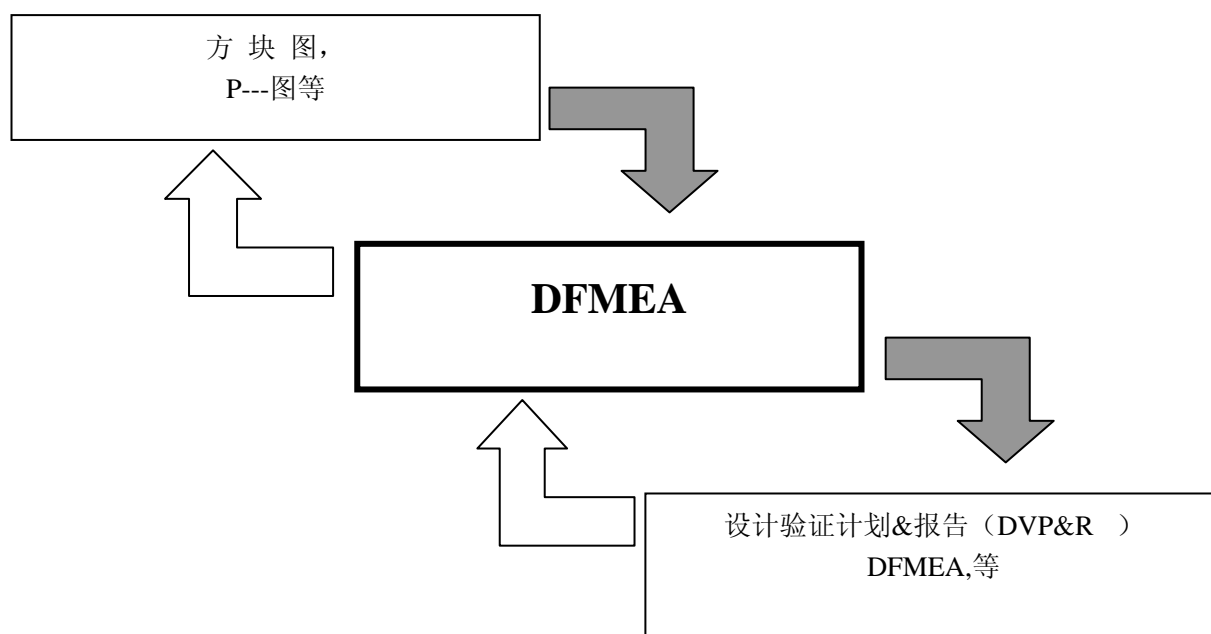 方 块 图,
P---图等
DFMEA
设计验证计划&报告（DVP&R ）
DFMEA,等